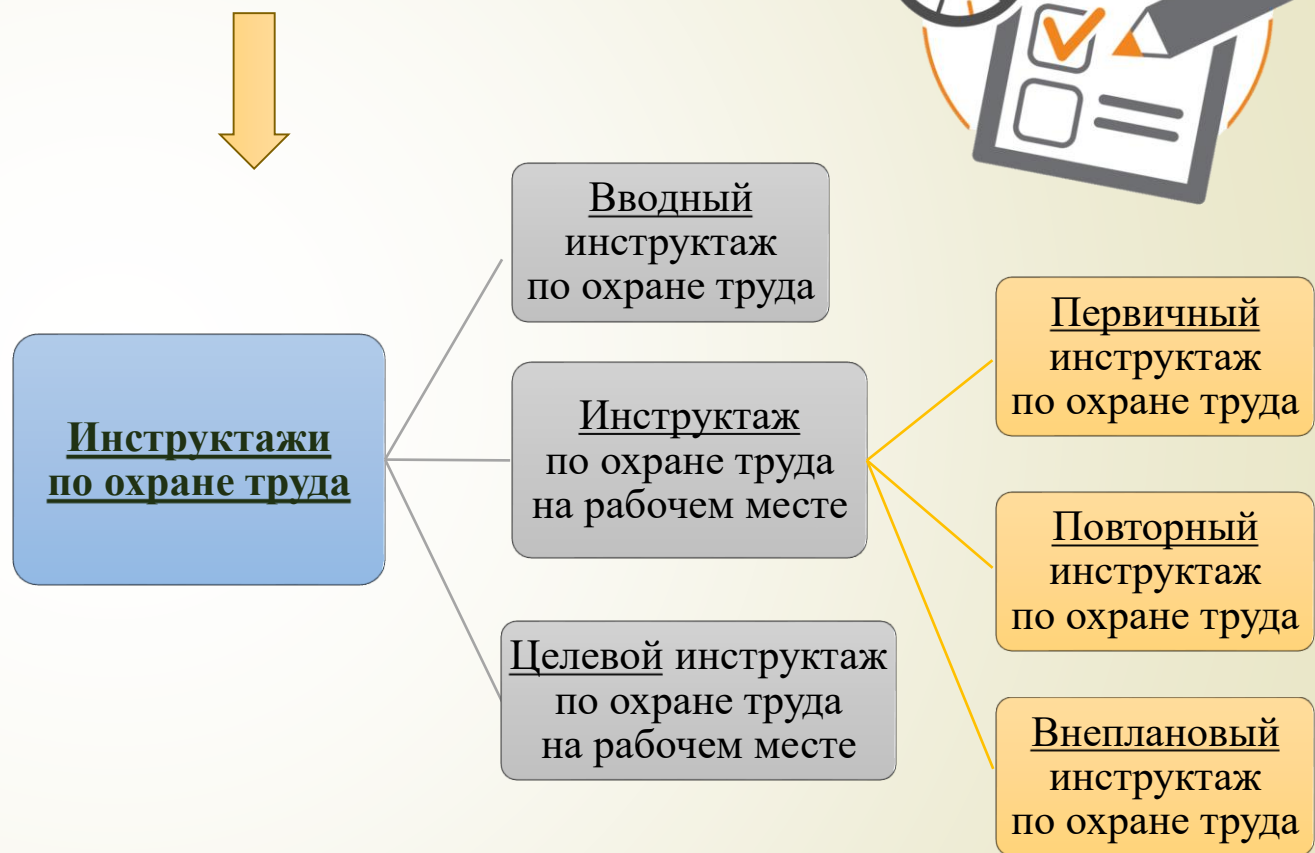 Инструктажи
по охране труда
Вводный
инструктаж
по охране труда
Инструктаж
по охране труда
на рабочем месте
Целевой инструктаж
по охране труда
на рабочем месте
Первичный
инструктаж
по охране труда
Повторный
инструктаж
по охране труда
Внеплановый
инструктаж
по охране труда